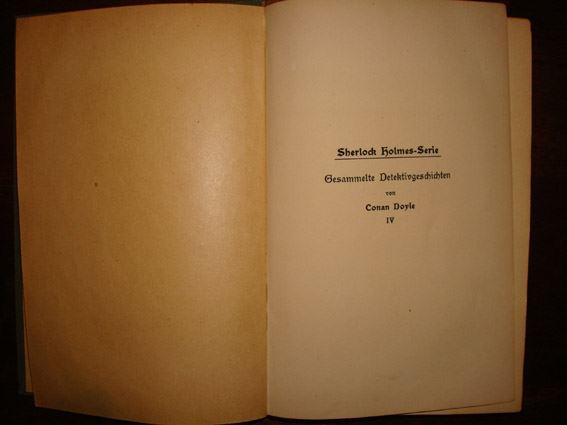 Sherlock Holmes-Serie
Gesammelte Detektivgeschichten
von
Conan Doyle
IV